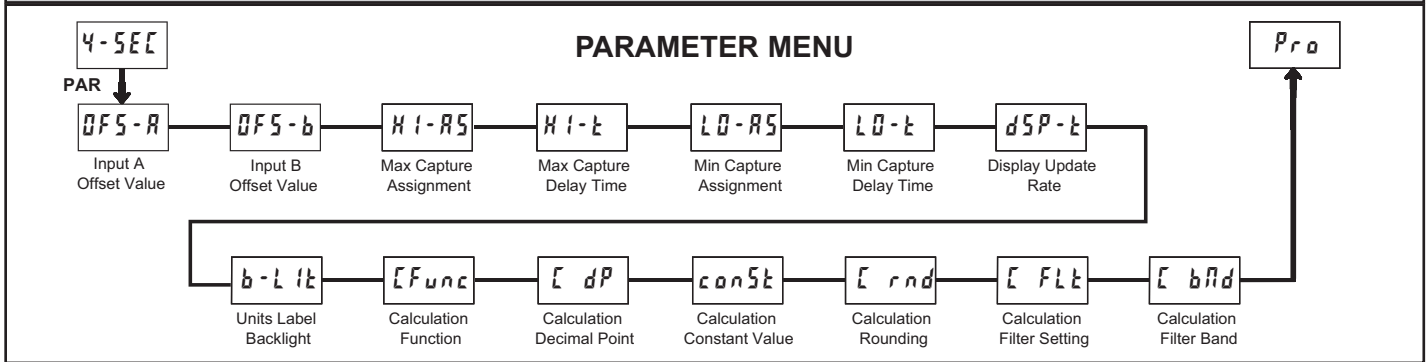 4-SEC
PARAMETER MENU
Pro
PAR
OFS-A
OFS-b
HI-AS
HI-t
LO-AS
LO-t
dSP-t
Input A
Offset Value
Input B
Offset Value
Max Capture
Assignment
Max Capture
Delay Time
Min Capture
Assignment
Min Capture
Delay Time
Display Update
Rate
b-LIt
CFunc
C dP
conSt
C rnd
C FLt
C bNd
Units Label
Backlight
Calculation
Function
Calculation
Decimal Point
Calculation
Constant Value
Calculation
Rounding
Calculation
Filter Setting
Calculation
Filter Band